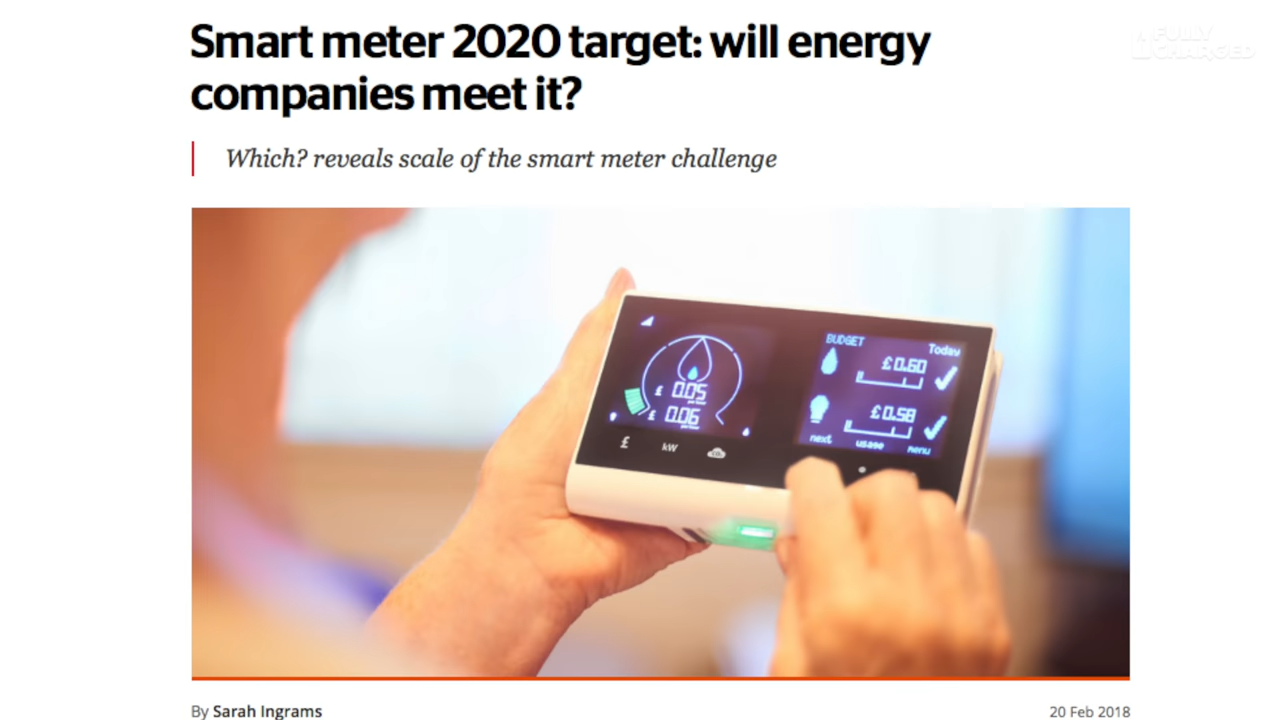 Smart meter 2020 target: will energy
companies meet it?
FULLY
CHARGED
Which? reveals scale of the smart meter challenge
BUDGET
Today
£ 0.60
£ 0.05
£ 0.06
£ 0.58
£
kW
next
usage
menu
By Sarah Ingrams
20 Feb 2018